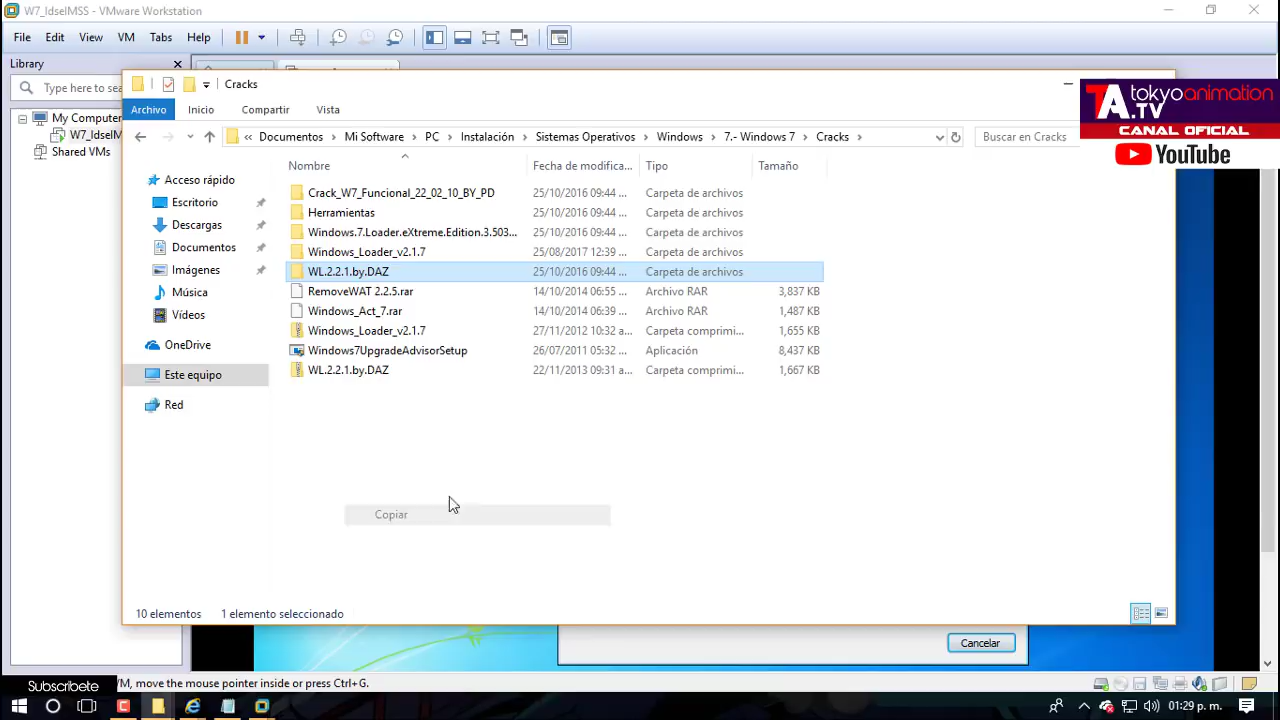 W7_IdseIMSS - VMware Workstation
File Edit View VM Tabs Help
Library
Type here to sea
My Computer
W7_IdseIM
Shared VMs
Cracks
Archivo Inicio Compartir Vista
« Documentos > Mi Software > PC > Instalación > Sistemas Operativos > Windows > 7.- Windows 7 > Cracks >
Buscar en Cracks
tokyoanimation
TA.TV
CANAL OFICIAL
YouTube
Nombre Fecha de modifica... Tipo Tamaño
Acceso rápido
Escritorio
Descargas
Documentos
Imágenes
Música
Vídeos
OneDrive
Este equipo
Red
Crack_W7_Funcional_22_02_10_BY_PD 25/10/2016 09:44 ... Carpeta de archivos
Herramientas 25/10/2016 09:44 ... Carpeta de archivos
Windows.7.Loader.eXtreme.Edition.3.503... 25/10/2016 09:44 ... Carpeta de archivos
Windows_Loader_v2.1.7 25/08/2017 12:39 ... Carpeta de archivos
WL.2.2.1.by.DAZ 25/10/2016 09:44 ... Carpeta de archivos
RemoveWAT 2.2.5.rar 14/10/2014 06:55 ... Archivo RAR 3,837 KB
Windows_Act_7.rar 14/10/2014 06:39 ... Archivo RAR 1,487 KB
Windows_Loader_v2.1.7 27/11/2012 10:32 a... Carpeta comprimi... 1,655 KB
Windows7UpgradeAdvisorSetup 26/07/2011 05:32 ... Aplicación 8,437 KB
WL.2.2.1.by.DAZ 22/11/2013 09:31 a... Carpeta comprimi... 1,667 KB
Copiar
10 elementos 1 elemento seleccionado
Cancelar
Subscribete
/M, move the mouse pointer inside or press Ctrl+G.
01:29 p. m.